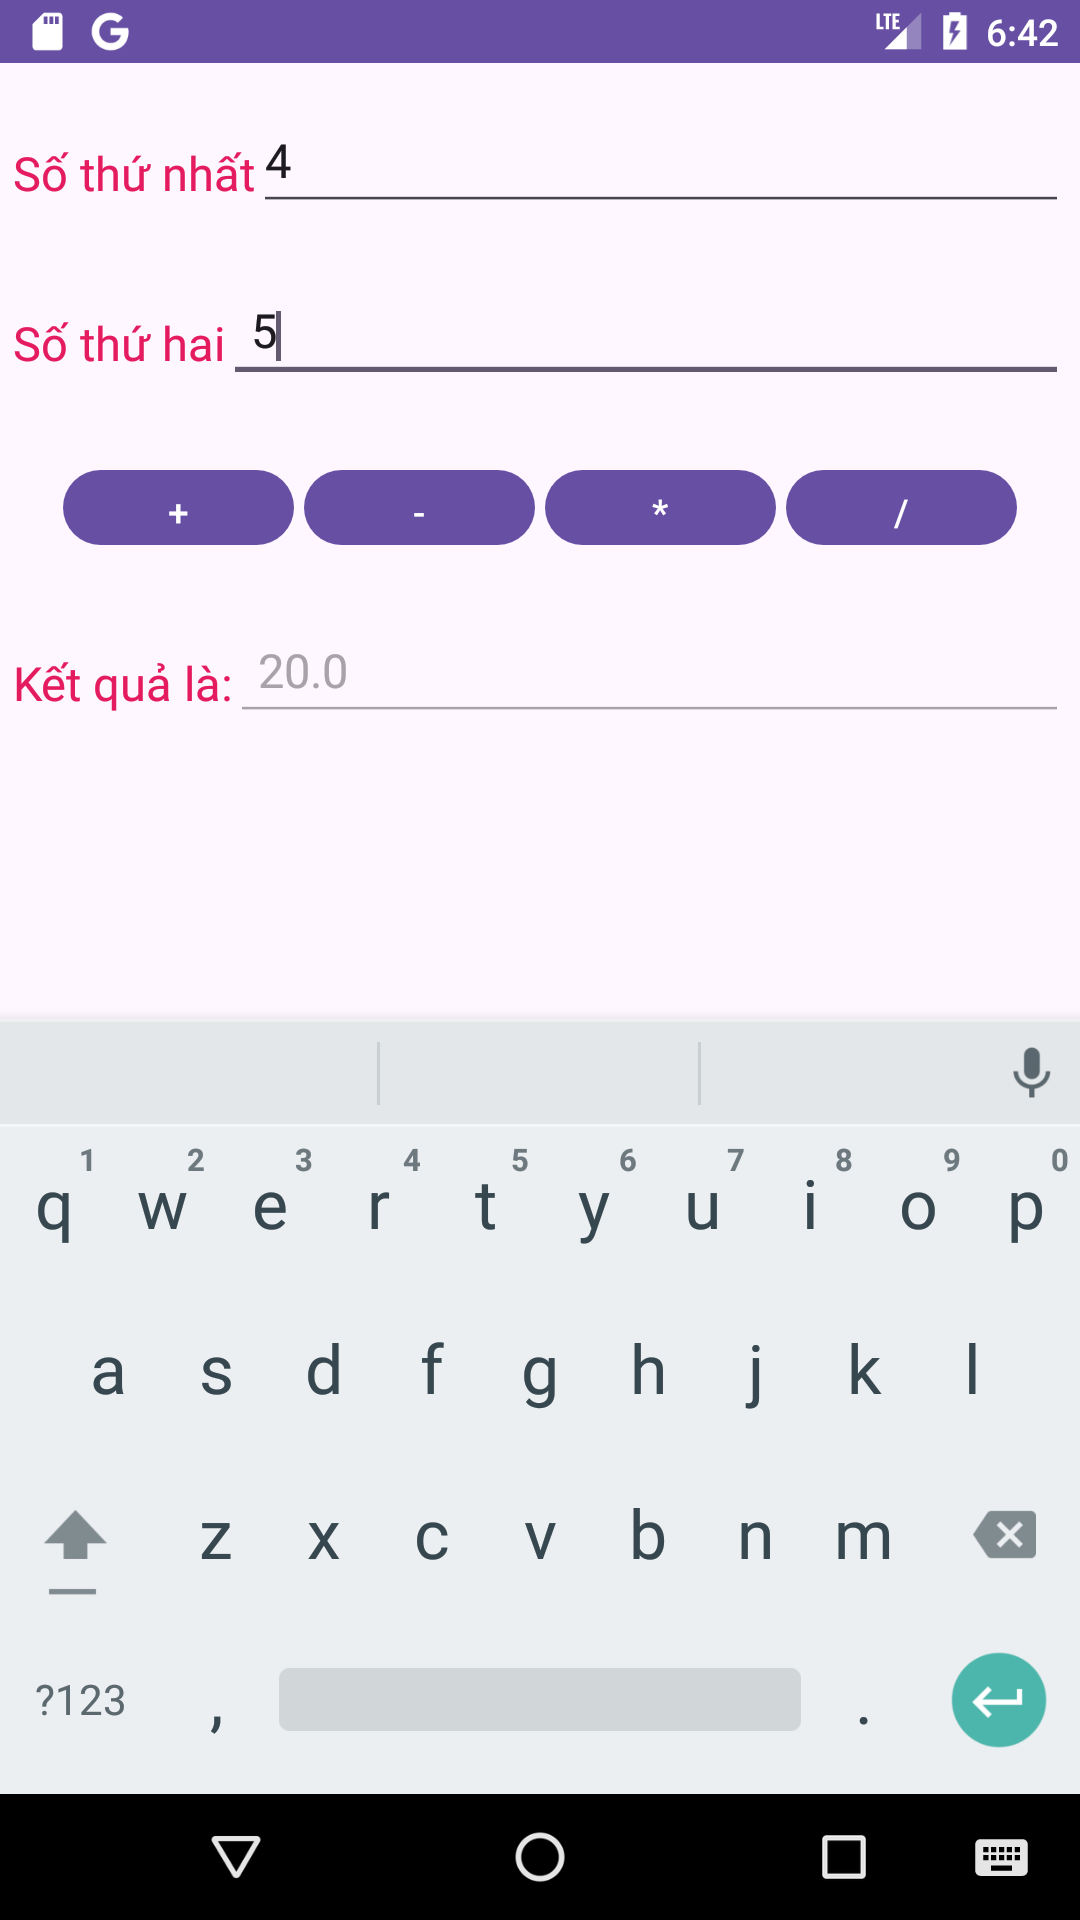 LTE 6:42
Số thứ nhất 4
Số thứ hai 5
+ - * /
Kết quả là: 20.0
1 2 3 4 5 6 7 8 9 0
q w e r t y u i o p
a s d f g h j k l
z x c v b n m
?123 , .